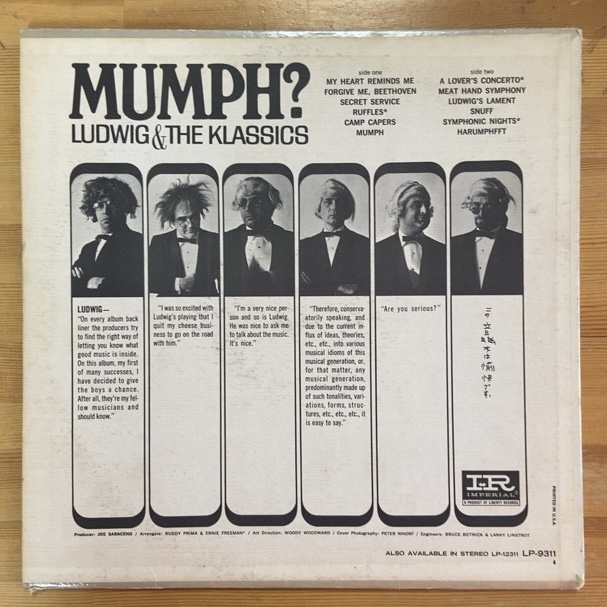 MUMPH?
LUDWIG & THE KLASSICS
side one
MY HEART REMINDS ME
FORGIVE ME, BEETHOVEN
SECRET SERVICE
RUFFLES*
CAMP CAPERS
MUMPH
side two
A LOVER'S CONCERTO*
MEAT HAND SYMPHONY
LUDWIG'S LAMENT
SNUFF
SYMPHONIC NIGHTS*
HARUMPHFFT
LUDWIG—
"On every album back
liner the producers try
to find the right way of
letting you know what
good music is inside.
On this album, my first
of many successes, I
have decided to give
the boys a chance.
After all, they're my fel-
low musicians and
should know."
"I was so excited with
Ludwig's playing that I
quit my cheese busi-
ness to go on the road
with him."
"I'm a very nice per-
son and so is Ludwig.
He was nice to ask me
to talk about the music.
It's nice."
"Therefore, conserva-
atorily speaking, and
due to the current in-
flux of ideas, theories,
etc., etc., into various
musical idioms of this
musical generation, or,
for that matter, any
musical generation,
predominantly made up
of such tonalities, vari-
ations, forms, struc-
tures, etc., etc., etc., it
is easy to say."
"Are you serious?"
は愉快です。
IR
IMPERIAL
A PRODUCT OF LIBERTY RECORDS
PRINTED IN U.S.A.
Producer: JOE SARACENO / Arrangers: BUDDY PRIMA & ERNIE FREEMAN* / Art Direction: WOODY WOODWARD / Cover Photography: PETER WHORF / Engineers: BRUCE BOTNICK & LANKY LINSTROT
ALSO AVAILABLE IN STEREO LP-12311 LP-9311